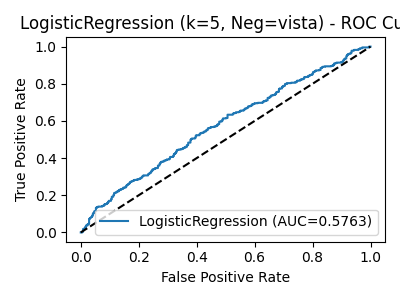 LogisticRegression (k=5, Neg=vista) - ROC Cu
1.0
0.8
0.6
0.4
0.2
0.0
True Positive Rate
LogisticRegression (AUC=0.5763)
0.0 0.2 0.4 0.6 0.8 1.0
False Positive Rate